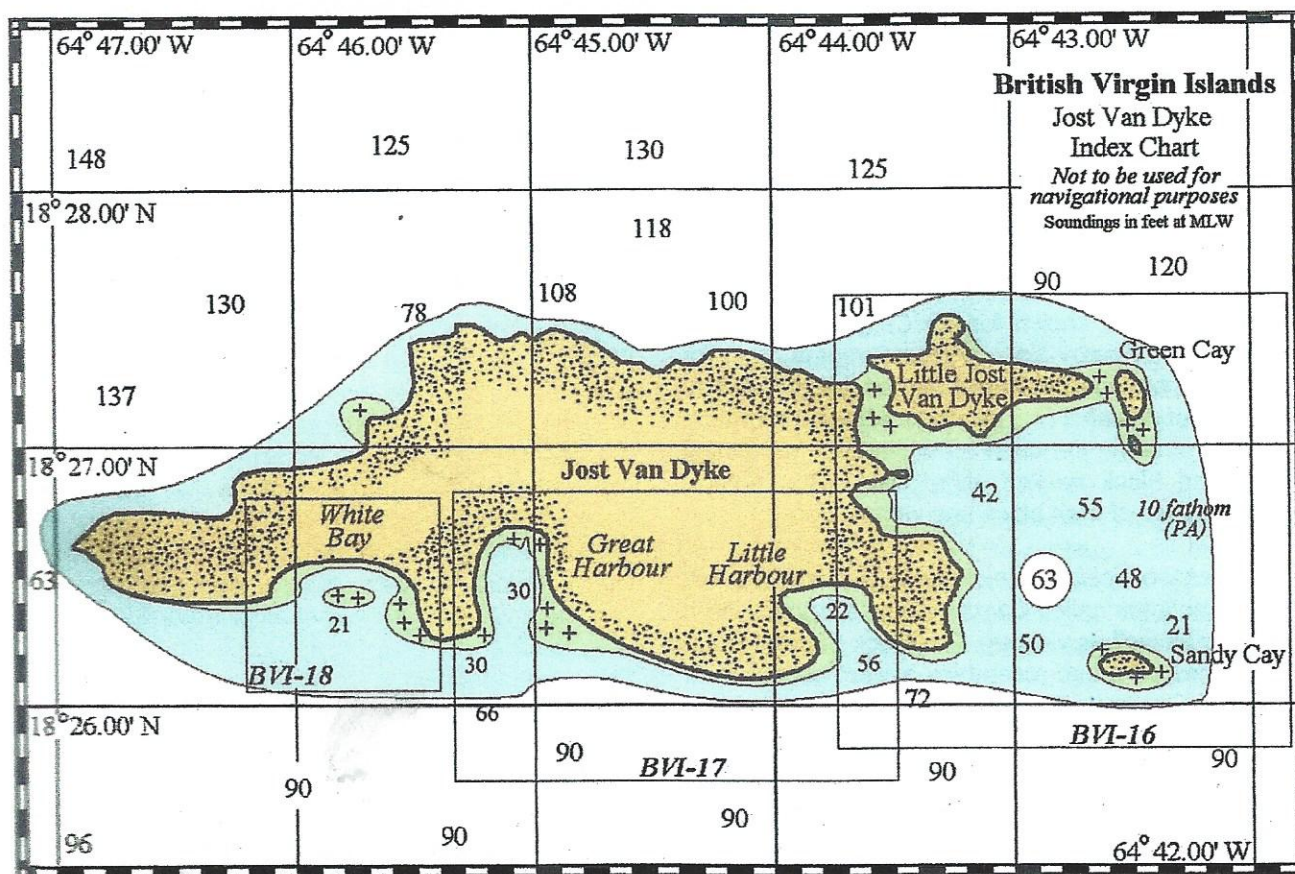 64° 47.00' W
64° 46.00' W
64° 45.00' W
64° 44.00' W
64° 43.00' W
British Virgin Islands
Jost Van Dyke
Index Chart
Not to be used for
navigational purposes
Soundings in feet at MLW
148
125
130
125
18° 28.00' N
118
120
130
78
108
100
101
90
Green Cay
Little Jost
Van Dyke
137
18° 27.00' N
Jost Van Dyke
42
55
10 fathom
(PA)
White
Bay
Great
Harbour
Little
Harbour
63
30
63
48
21
22
21
30
56
50
Sandy Cay
BVI-18
66
72
18° 26.00' N
BVI-16
90
BVI-17
90
90
90
90
90
96
64° 42.00' W